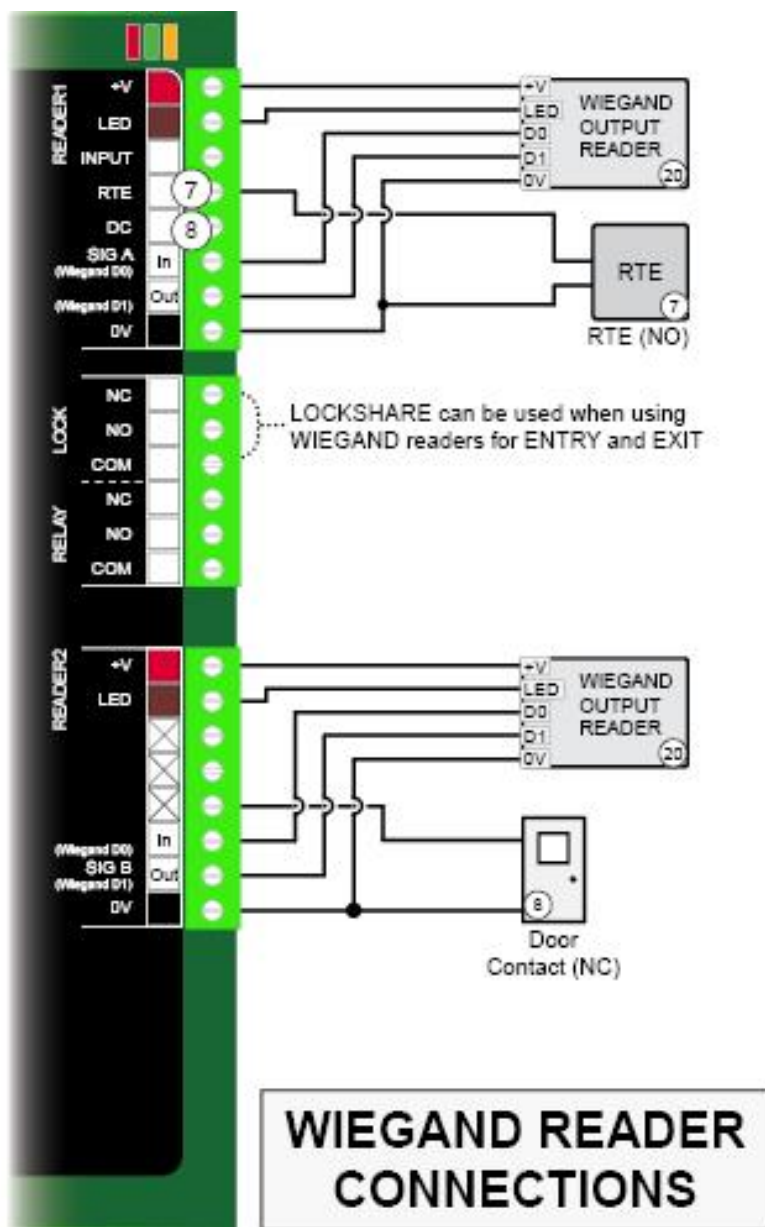 READER1
+V
LED
INPUT
RTE
DC
SIG A
(Wiegand D0)
In
(Wiegand D1)
Out
0V
7
8
+V
LED
D0
D1
0V
WIEGAND
OUTPUT
READER
20
RTE
7
RTE (NO)
LOCK
NC
NO
COM
RELAY
NC
NO
COM
LOCKSHARE can be used when using
WIEGAND readers for ENTRY and EXIT
READER2
+V
LED
(Wiegand D0)
In
SIG B
(Wiegand D1)
Out
0V
+V
LED
D0
D1
0V
WIEGAND
OUTPUT
READER
20
8
Door
Contact (NC)
WIEGAND READER
CONNECTIONS